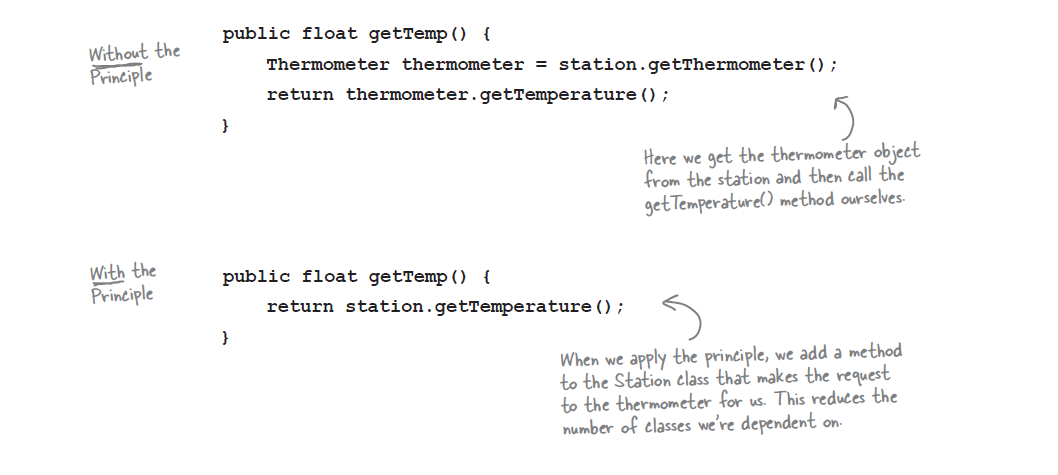 Without the
Principle
public float getTemp() {
Thermometer thermometer = station.getThermometer();
return thermometer.getTemperature();
}
Here we get the thermometer object
from the station and then call the
getTemperature() method ourselves.
With the
Principle
public float getTemp() {
return station.getTemperature();
}
When we apply the principle, we add a method
to the Station class that makes the request
to the thermometer for us. This reduces the
number of classes we're dependent on.